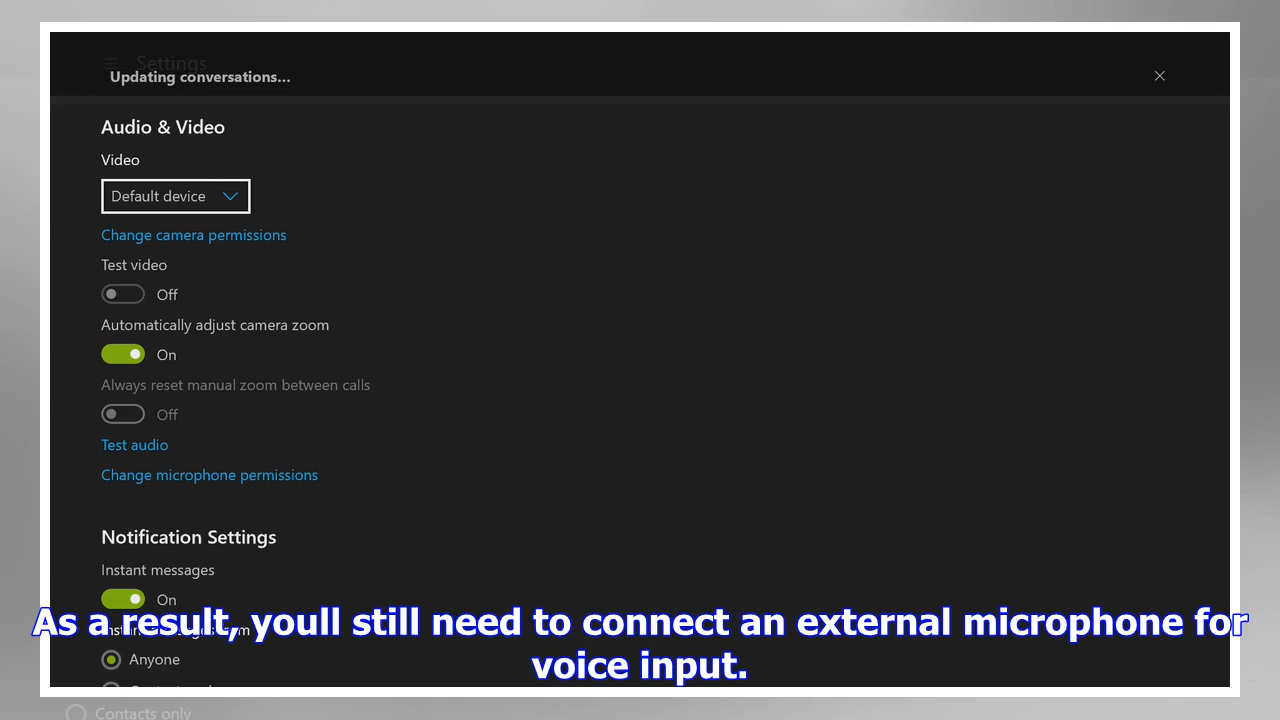 Settings
Updating conversations...
Audio & Video
Video
Default device
Change camera permissions
Test video
Off
Automatically adjust camera zoom
On
Always reset manual zoom between calls
Off
Test audio
Change microphone permissions
Notification Settings
Instant messages
On
As a result, youll still need to connect an external microphone for
voice input.
Anyone
Contacts only